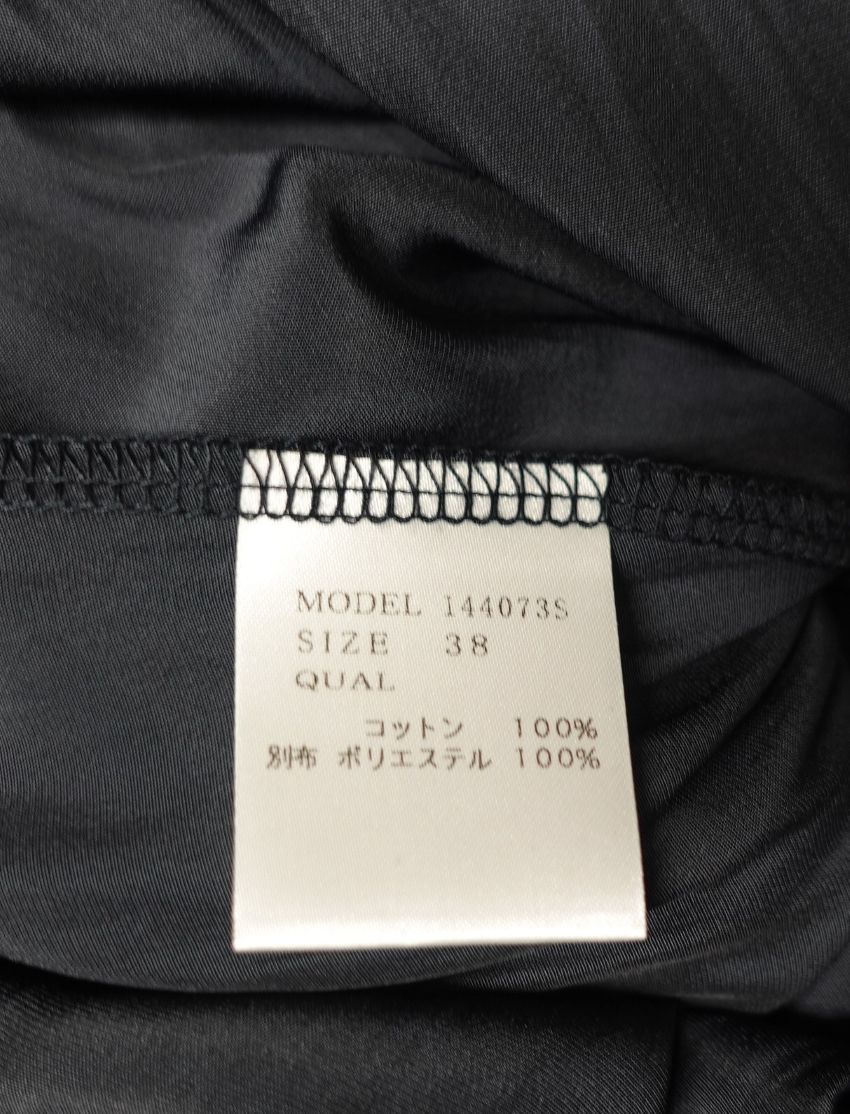 MODEL 144073S
SIZE 38
QUAL
コットン 100%
別布 ポリエステル 100%